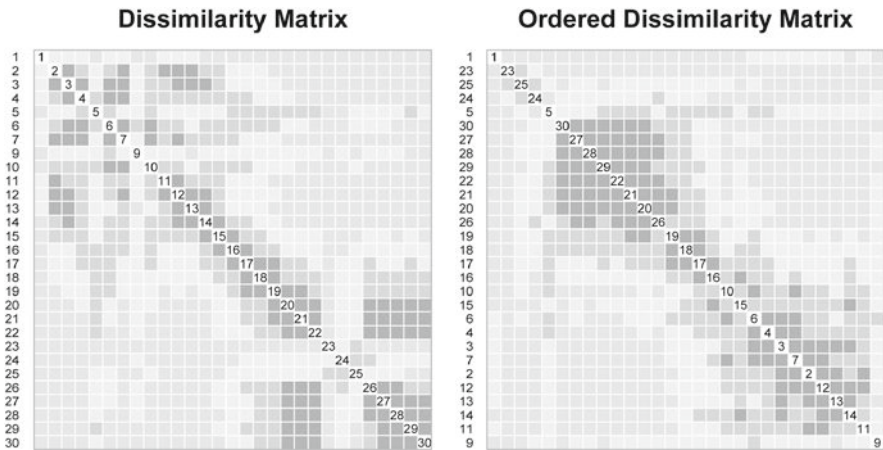 Dissimilarity Matrix Ordered Dissimilarity Matrix
1 1 1 1
2 2 23 23
3 3 25 25
4 4 24 24
5 5 5 5
6 6 30 30
7 7 27 27
9 9 28 28
10 10 29 29
11 11 22 22
12 12 21 21
13 13 20 20
14 14 26 26
15 15 19 19
16 16 18 18
17 17 17 17
18 18 16 16
19 19 10 10
20 20 15 15
21 21 6 6
22 22 4 4
23 23 3 3
24 24 7 7
25 25 2 2
26 26 12 12
27 27 13 13
28 28 14 14
29 29 11 11
30 30 9 9